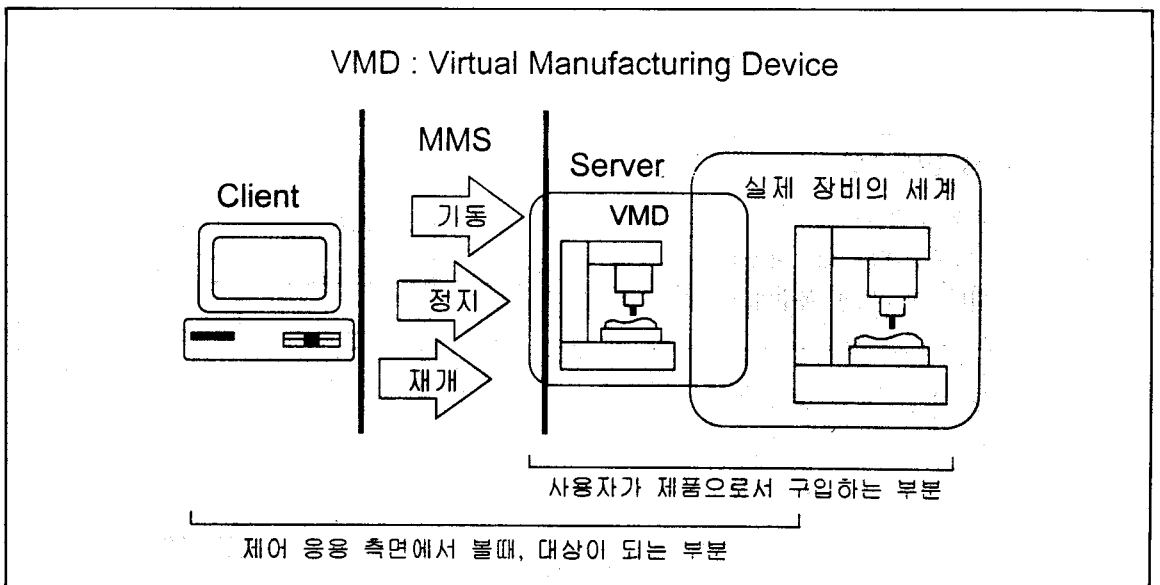 VMD : Virtual Manufacturing Device
MMS
Client
Server
VMD
실제 장비의 세계
기동
정지
재개
사용자가 제품으로서 구입하는 부분
제어 응용 측면에서 볼때, 대상이 되는 부분